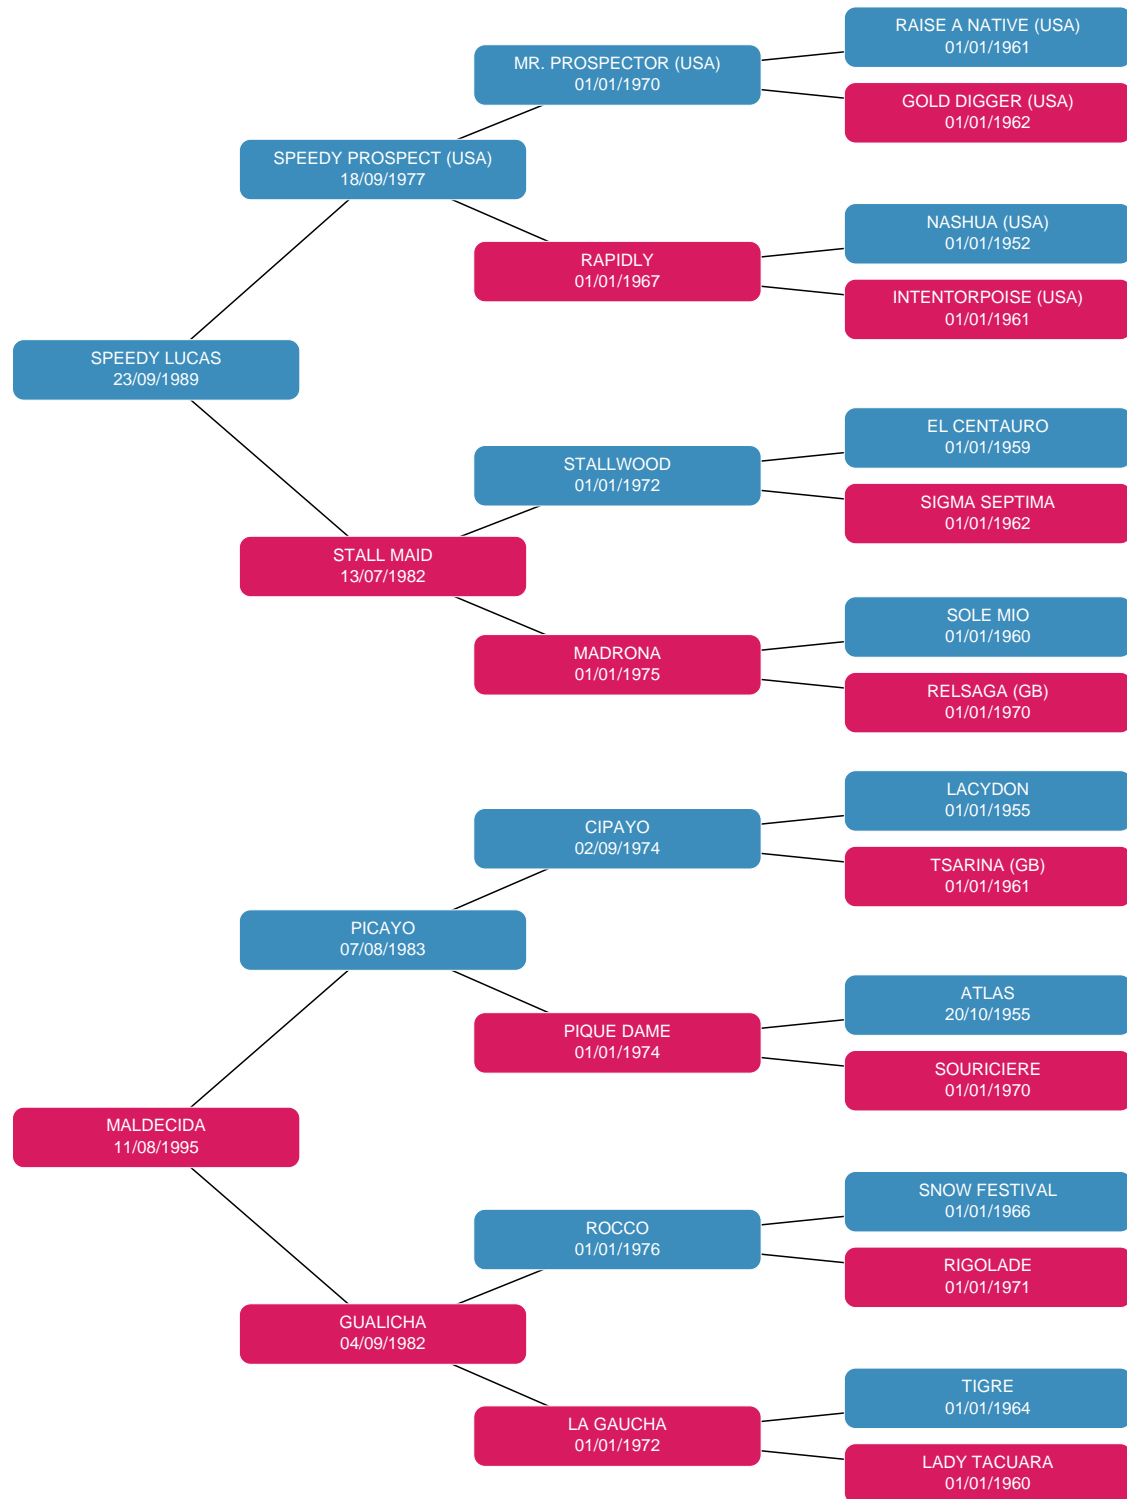 RAISE A NATIVE (USA)
01/01/1961
MR. PROSPECTOR (USA)
01/01/1970
GOLD DIGGER (USA)
01/01/1962
SPEEDY PROSPECT (USA)
18/09/1977
NASHUA (USA)
01/01/1952
RAPIDLY
01/01/1967
INTENTORPOISE (USA)
01/01/1961
SPEEDY LUCAS
23/09/1989
EL CENTAURO
01/01/1959
STALLWOOD
01/01/1972
SIGMA SEPTIMA
01/01/1962
STALL MAID
13/07/1982
SOLE MIO
01/01/1960
MADRONA
01/01/1975
RELSAGA (GB)
01/01/1970
LACYDON
01/01/1955
CIPAYO
02/09/1974
TSARINA (GB)
01/01/1961
PICAYO
07/08/1983
ATLAS
20/10/1955
PIQUE DAME
01/01/1974
SOURICIERE
01/01/1970
MALDECIDA
11/08/1995
SNOW FESTIVAL
01/01/1966
ROCCO
01/01/1976
RIGOLADE
01/01/1971
GUALICHA
04/09/1982
TIGRE
01/01/1964
LA GAUCHA
01/01/1972
LADY TACUARA
01/01/1960